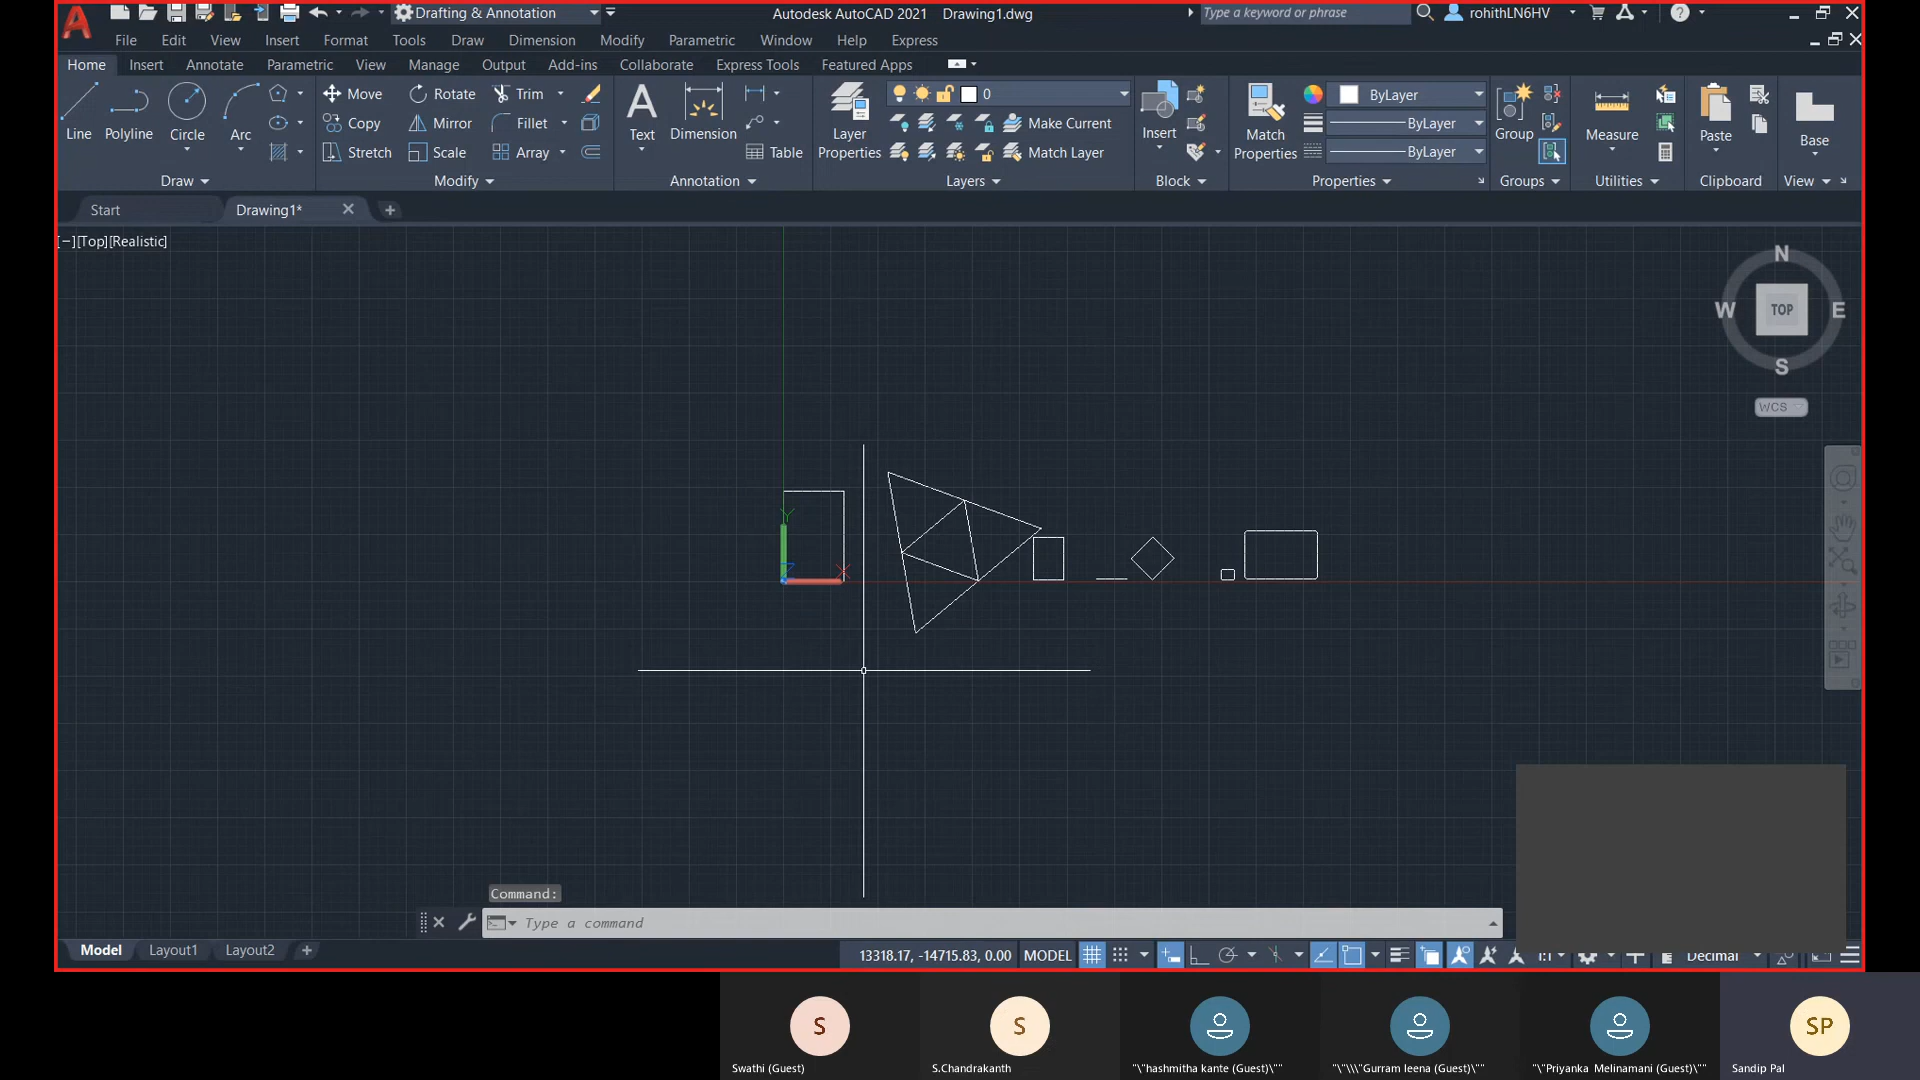 Drafting & Annotation
Autodesk AutoCAD 2021 Drawing1.dwg
Type a keyword or phrase
rohithLN6HV
File Edit View Insert Format Tools Draw Dimension Modify Parametric Window Help Express
Home Insert Annotate Parametric View Manage Output Add-ins Collaborate Express Tools Featured Apps
Line Polyline Circle Arc
Move Rotate Trim
Copy Mirror Fillet
Stretch Scale Array
Text Dimension Table
Layer Properties
0
Make Current
Match Layer
Insert
Match Properties
ByLayer
ByLayer
ByLayer
Group
Measure
Paste
Base
Draw Modify Annotation Layers Block Properties Groups Utilities Clipboard View
Start Drawing1*
[−][Top][Realistic]
N
W TOP E
S
WCS
Y
Z X
Command:
Type a command
Model Layout1 Layout2
13318.17, -14715.83, 0.00 MODEL
1:1
Decimal
S S SP
Swathi (Guest) S.Chandrakanth "\"hashmitha kante (Guest)\"" "\"\\\"Gurram leena (Guest)\"" "\"Priyanka Melinamani (Guest)\"" Sandip Pal